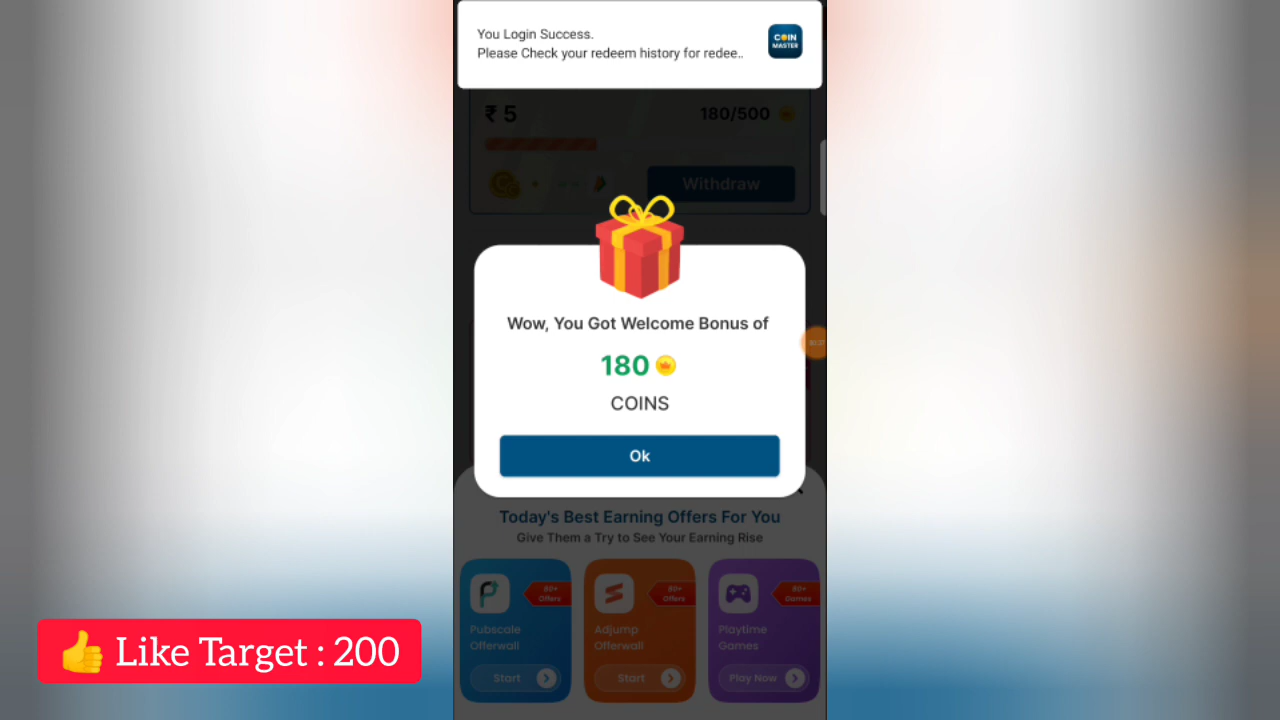 You Login Success.
Please Check your redeem history for redee..
COIN
MASTER
₹ 5
180/500
Withdraw
Wow, You Got Welcome Bonus of
180
COINS
Ok
Today's Best Earning Offers For You
Give Them a Try to See Your Earning Rise
80+
Offers
80+
Offers
80+
Games
Pubscale
Offerwall
Adjump
Offerwall
Playtime
Games
Start
Start
Play Now
👍 Like Target : 200